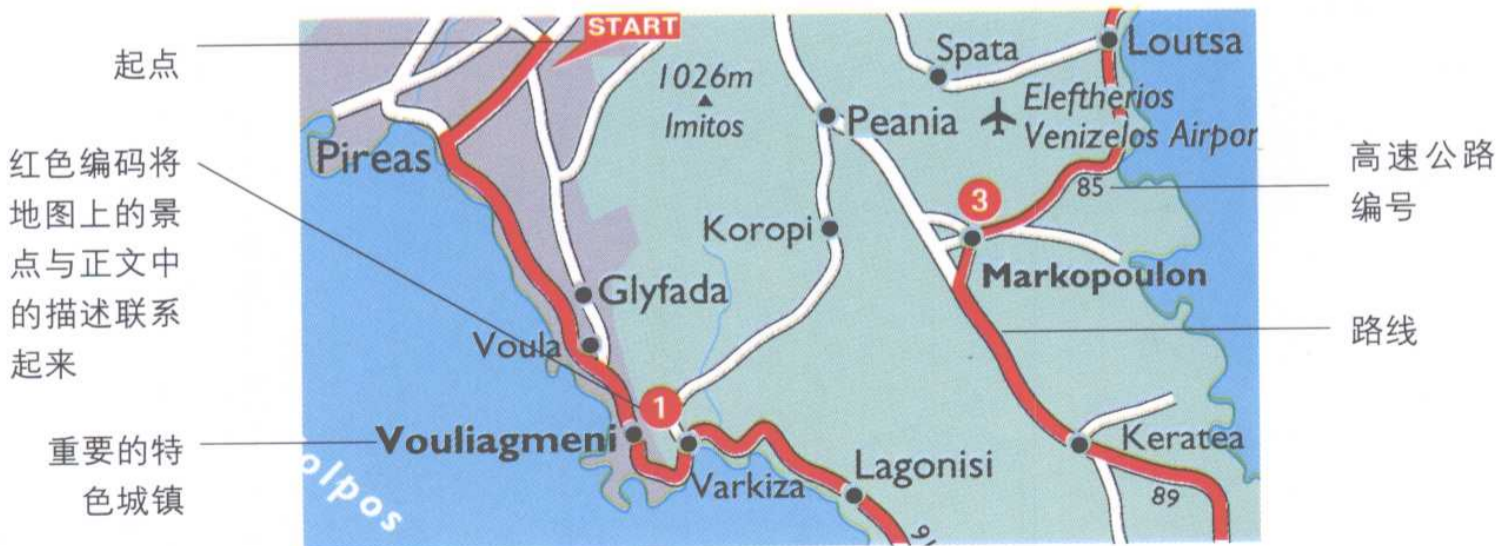 起点
红色编码将
地图上的景
点与正文中
的描述联系
起来
重要的特
色城镇
START
1026m
Imitos
Spata
Loutsa
Peania
Eleftherios
Venizelos Airpor
Pireas
85
3
Koropi
Markopoulon
Glyfada
Voula
1
Vouliagmeni
Varkiza
Lagonisi
Keratea
89
olpos
高速公路
编号
路线